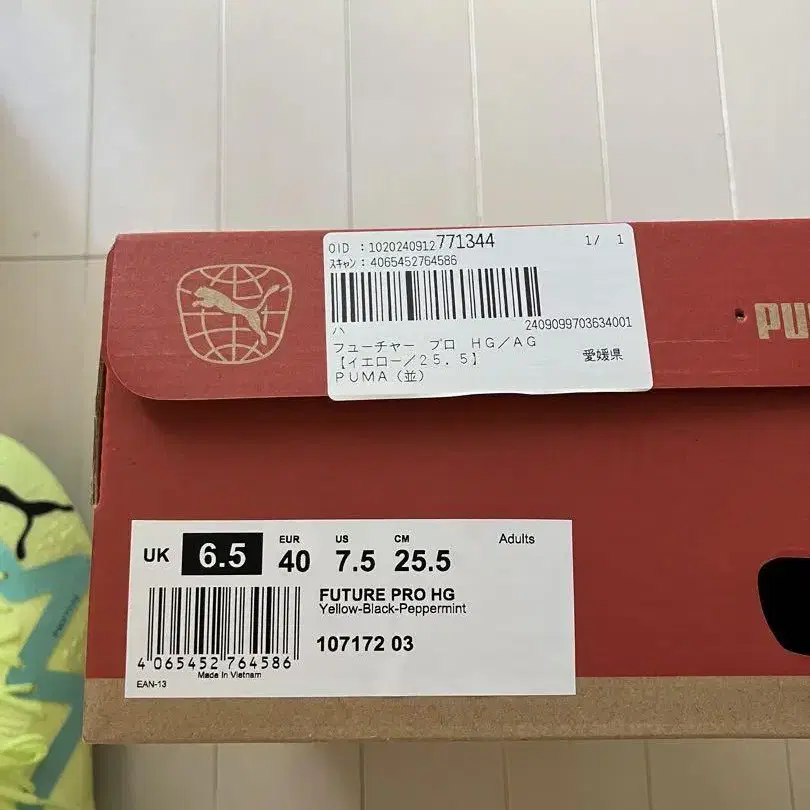 OID :1020240912771344
1/ 1
ｽｷｬﾝ: 4065452764586
ハ
2409099703634001
フューチャー プロ HG/AG
【イエロー/25.5】
愛媛県
PUMA(並)
UK 6.5 EUR 40 US 7.5 CM 25.5 Adults
FUTURE PRO HG
Yellow-Black-Peppermint
107172 03
4 065452 764586
Made in Vietnam
EAN-13